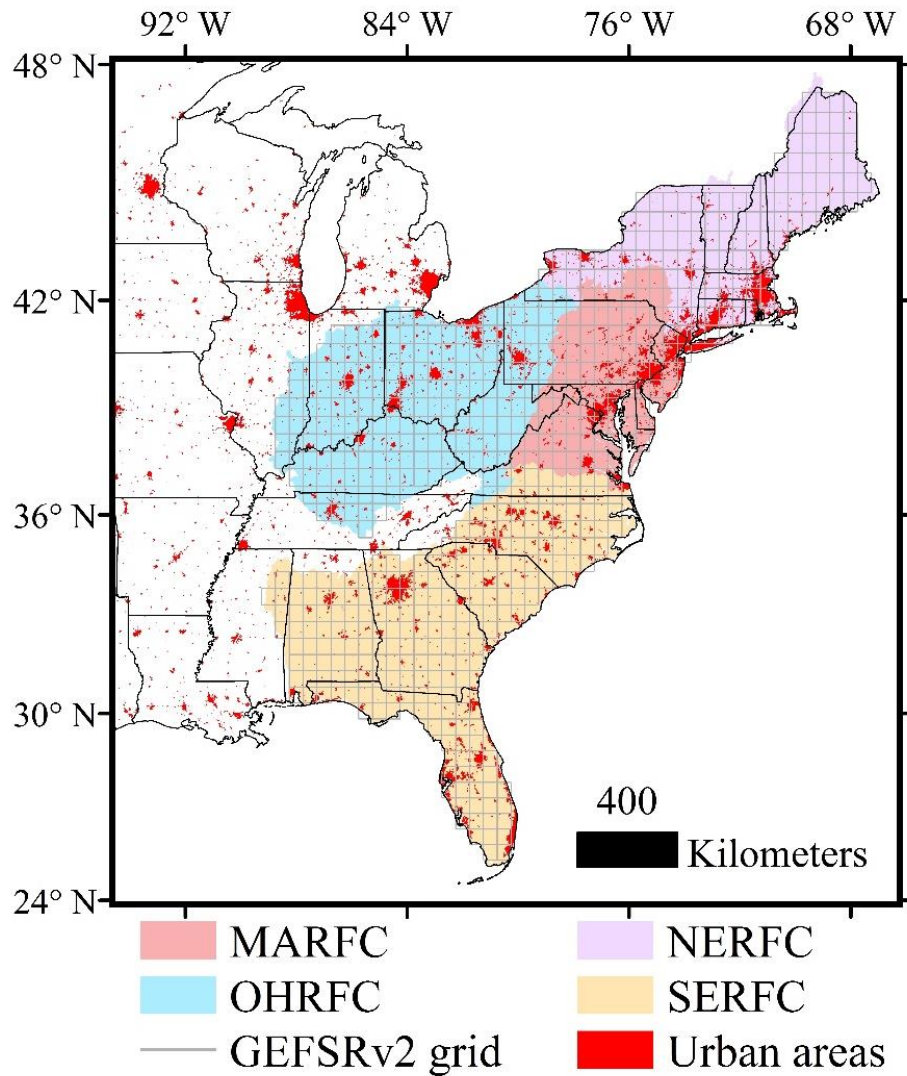 92° W 84° W 76° W 68° W
48° N
42° N
36° N
30° N
24° N
400
Kilometers
MARFC NERFC
OHRFC SERFC
GEFSRv2 grid Urban areas